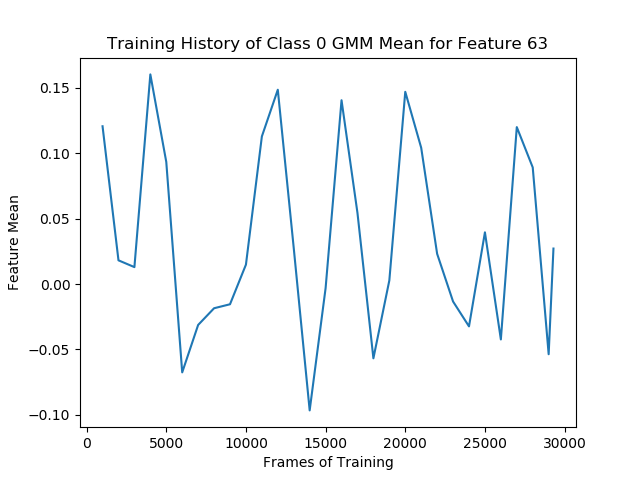 Training History of Class 0 GMM Mean for Feature 63
0.15
0.10
0.05
0.00
−0.05
−0.10
Feature Mean
0 5000 10000 15000 20000 25000 30000
Frames of Training